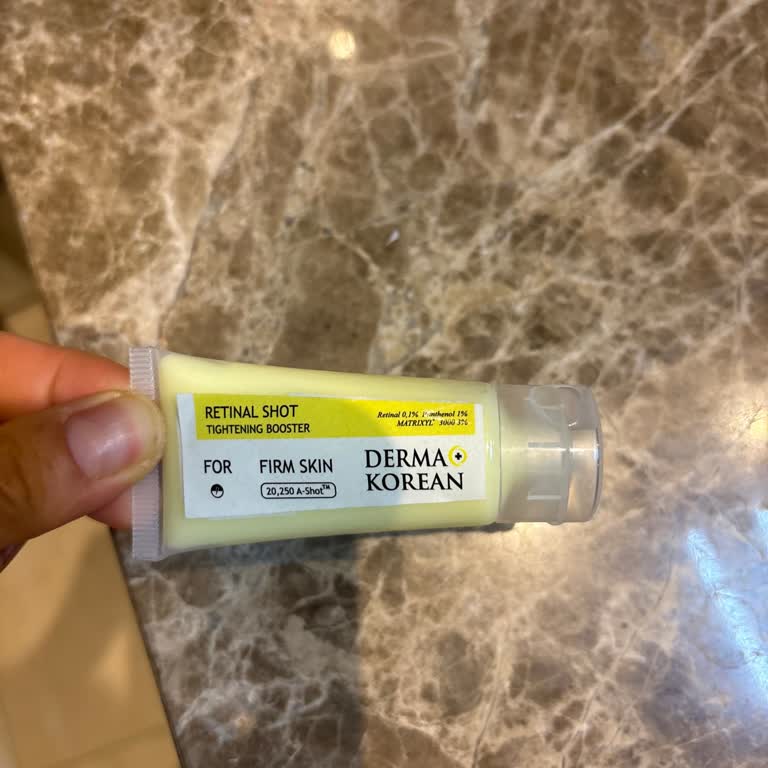 RETINAL SHOT
TIGHTENING BOOSTER
Retinal 0,1% Panthenol 1%
MATRIXYL® 3000 3%
FOR FIRM SKIN
20,250 A-Shot™
DERMA
KOREAN